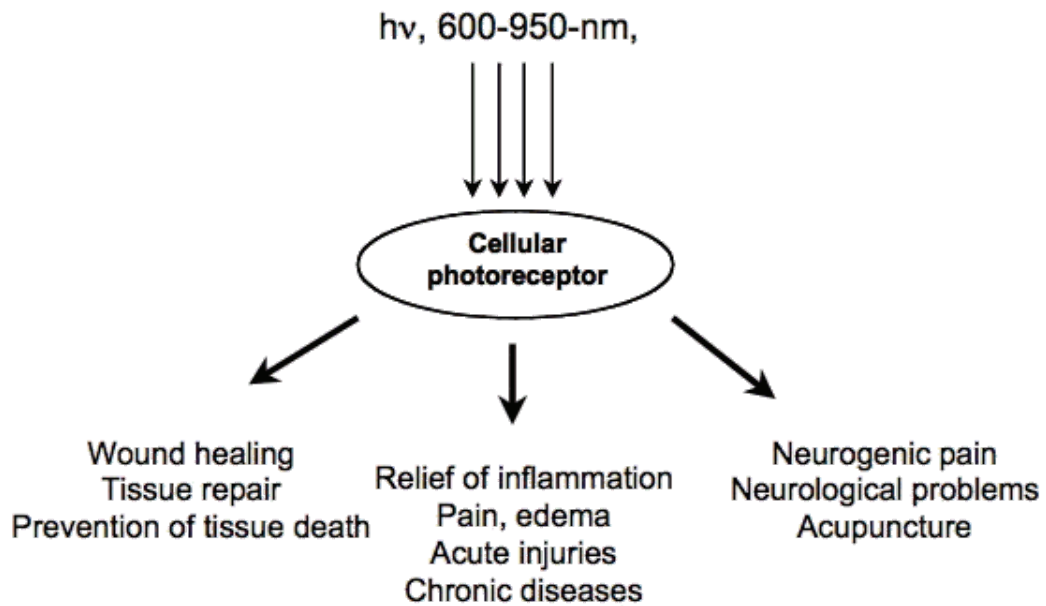 hν, 600-950-nm,
Cellular
photoreceptor
Wound healing
Tissue repair
Prevention of tissue death
Relief of inflammation
Pain, edema
Acute injuries
Chronic diseases
Neurogenic pain
Neurological problems
Acupuncture